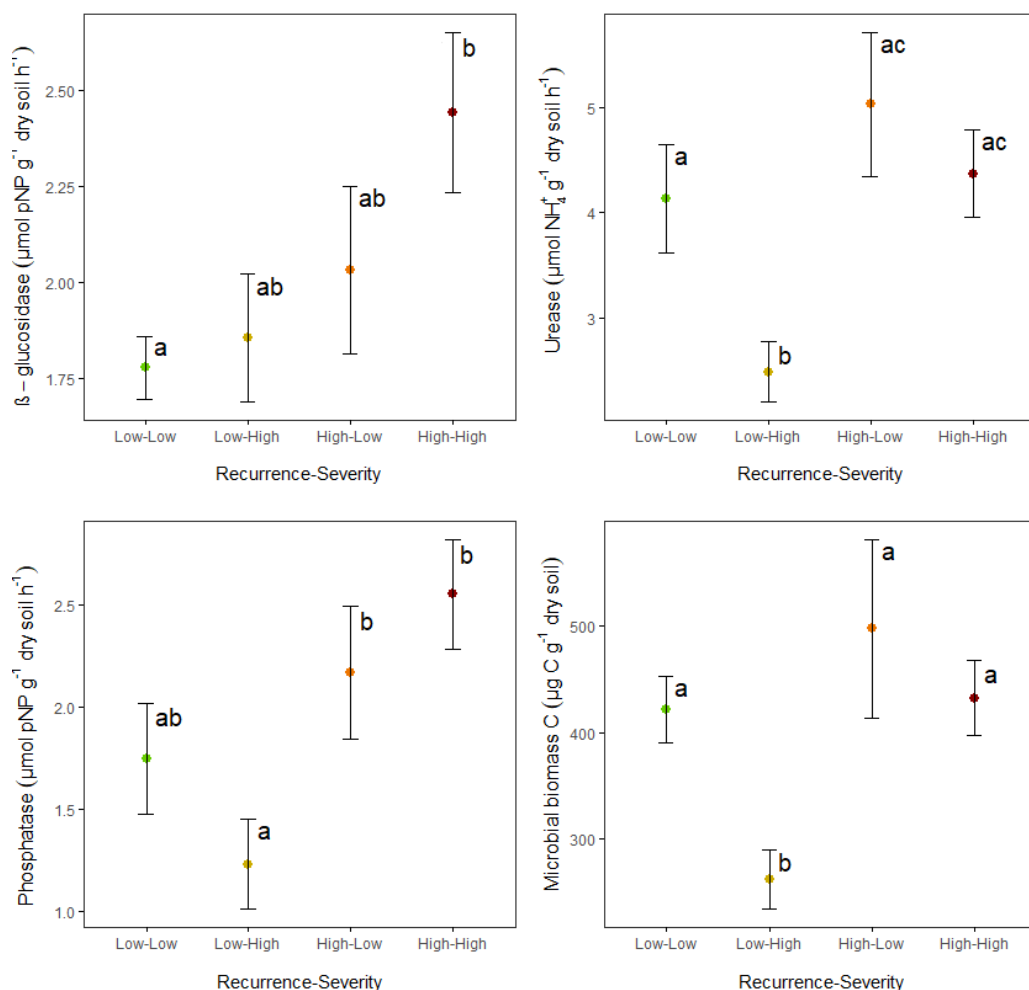 ß – glucosidase (µmol pNP g⁻¹ dry soil h⁻¹)
2.50
2.25
2.00
1.75
a
ab
ab
b
Low-Low Low-High High-Low High-High
Recurrence-Severity
Urease (µmol NH₄⁺ g⁻¹ dry soil h⁻¹)
5
4
3
a
b
ac
ac
Low-Low Low-High High-Low High-High
Recurrence-Severity
Phosphatase (µmol pNP g⁻¹ dry soil h⁻¹)
2.5
2.0
1.5
1.0
ab
a
b
b
Low-Low Low-High High-Low High-High
Recurrence-Severity
Microbial biomass C (µg C g⁻¹ dry soil)
500
400
300
a
b
a
a
Low-Low Low-High High-Low High-High
Recurrence-Severity